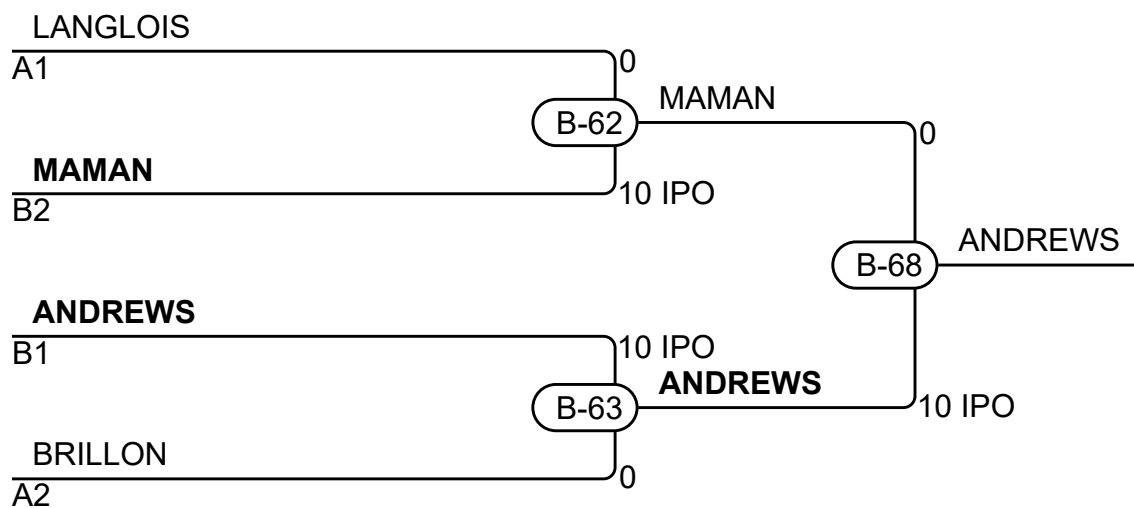 LANGLOIS
A1
0
B-62
MAMAN
0
MAMAN
B2
10 IPO
B-68
ANDREWS
ANDREWS
B1
10 IPO
B-63
ANDREWS
10 IPO
BRILLON
A2
0